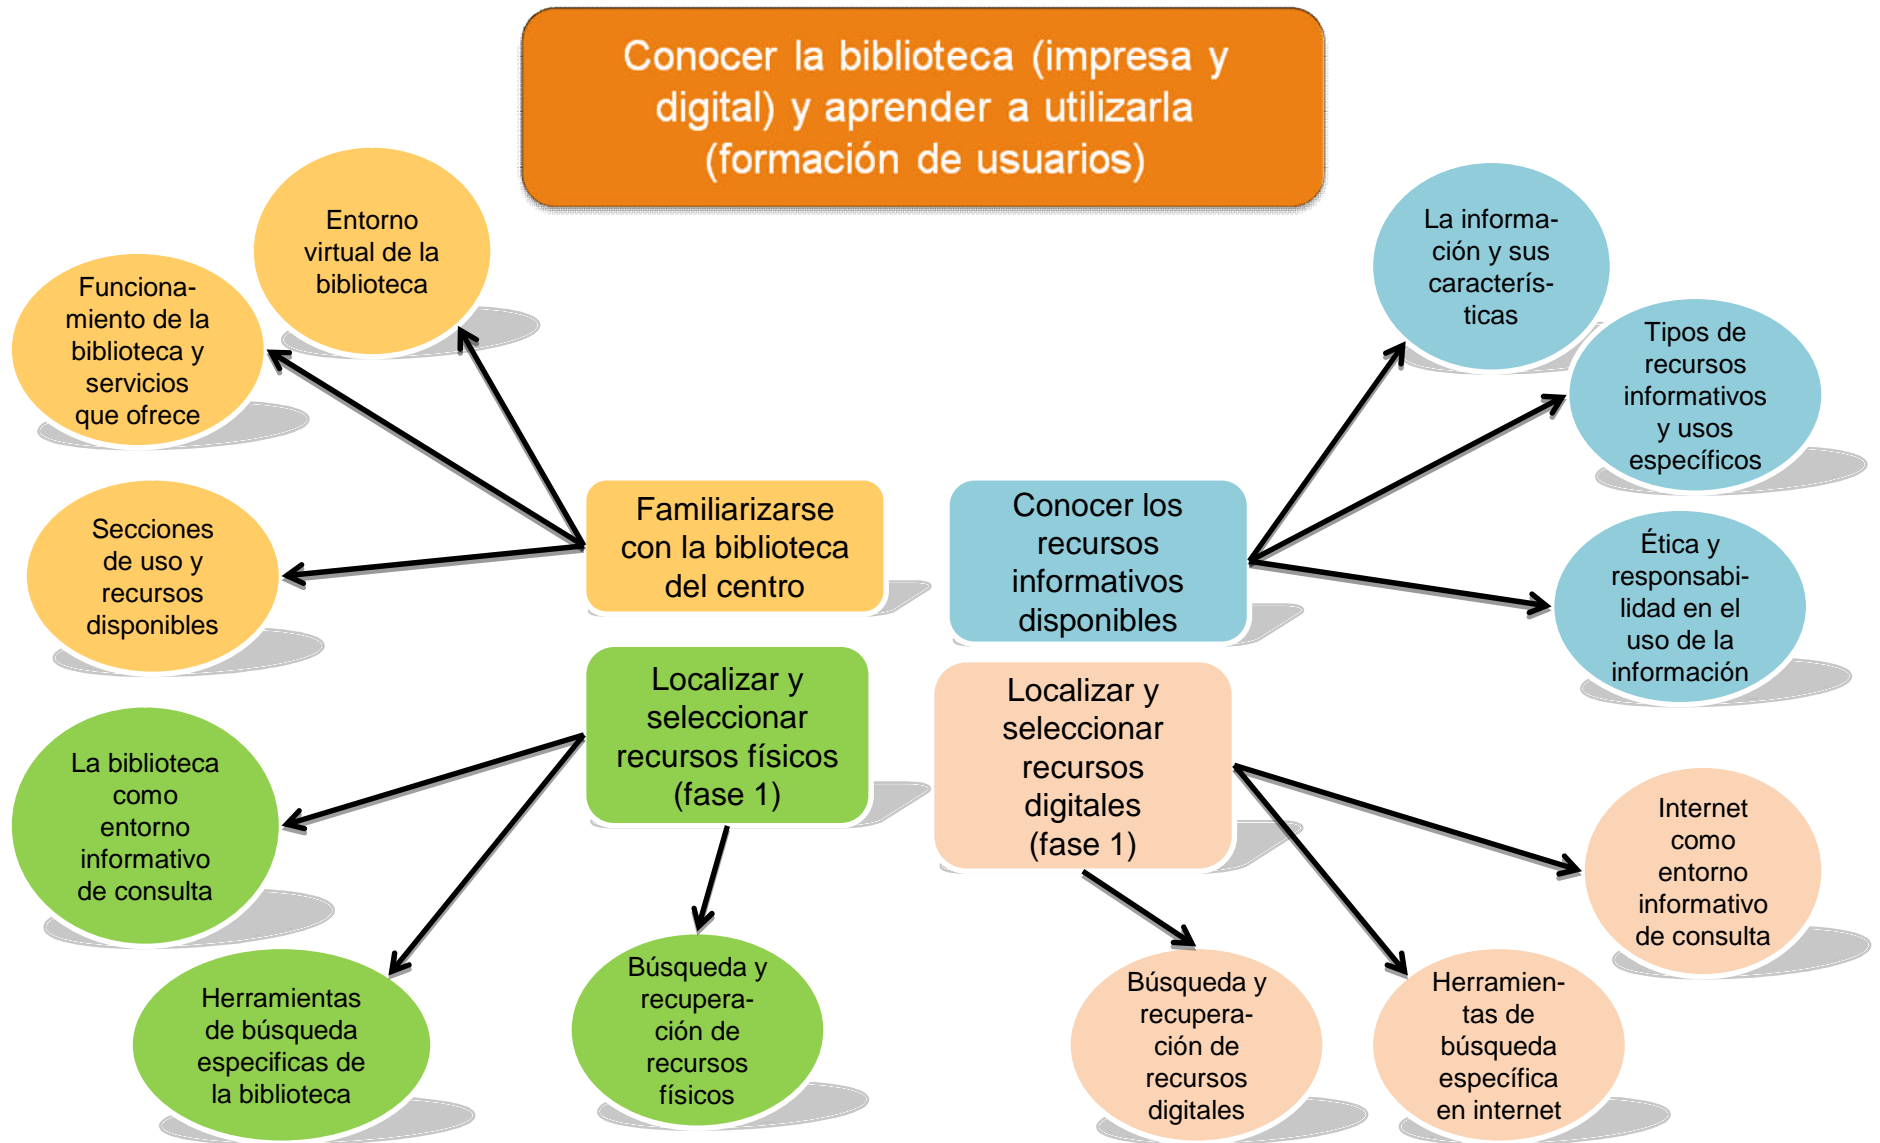 Conocer la biblioteca (impresa y
digital) y aprender a utilizarla
(formación de usuarios)
Entorno
virtual de la
biblioteca
Funciona-
miento de la
biblioteca y
servicios
que ofrece
Secciones
de uso y
recursos
disponibles
Familiarizarse
con la biblioteca
del centro
La informa-
ción y sus
caracterís-
ticas
Tipos de
recursos
informativos
y usos
específicos
Ética y
responsabi-
lidad en el
uso de la
información
Conocer los
recursos
informativos
disponibles
Localizar y
seleccionar
recursos físicos
(fase 1)
La biblioteca
como
entorno
informativo
de consulta
Herramientas
de búsqueda
especificas de
la biblioteca
Búsqueda y
recupera-
ción de
recursos
físicos
Localizar y
seleccionar
recursos
digitales
(fase 1)
Internet
como
entorno
informativo
de consulta
Búsqueda y
recupera-
ción de
recursos
digitales
Herramien-
tas de
búsqueda
específica
en internet